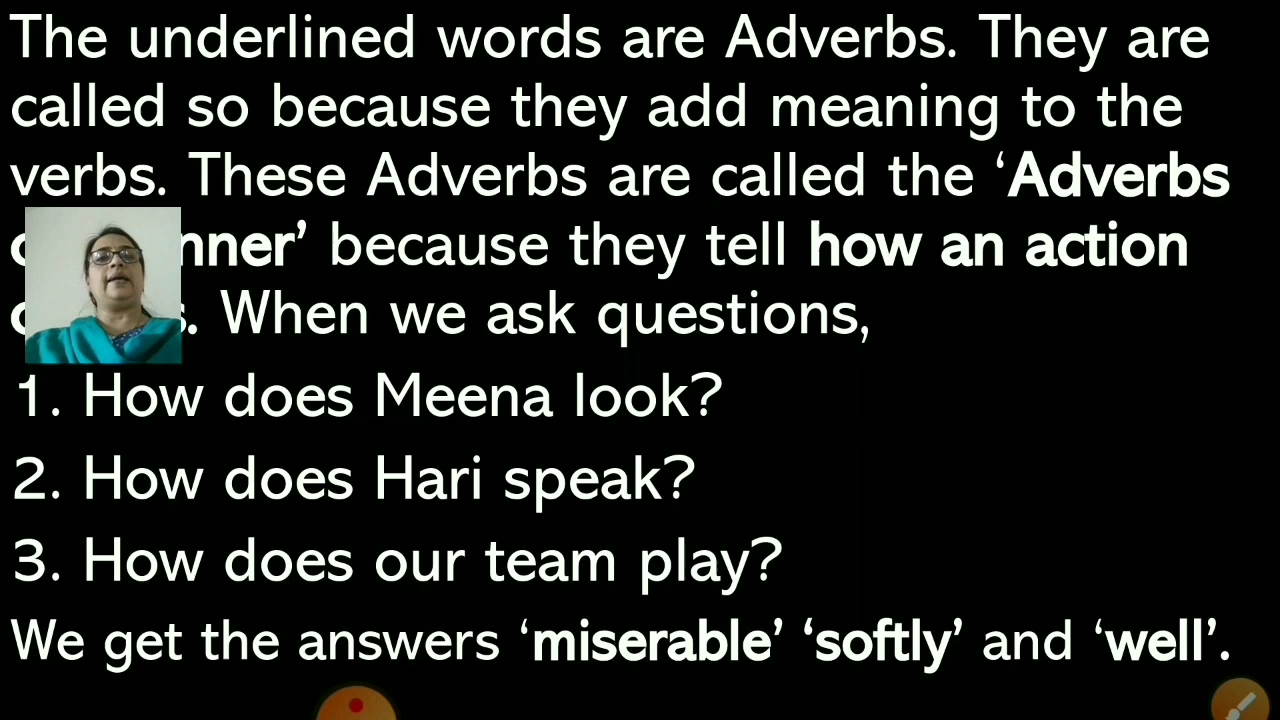 The underlined words are Adverbs. They are
called so because they add meaning to the
verbs. These Adverbs are called the ‘Adverbs
because they tell how an action
When we ask questions,
1. How does Meena look?
2. How does Hari speak?
3. How does our team play?
We get the answers ‘miserable’ ‘softly’ and ‘well’.